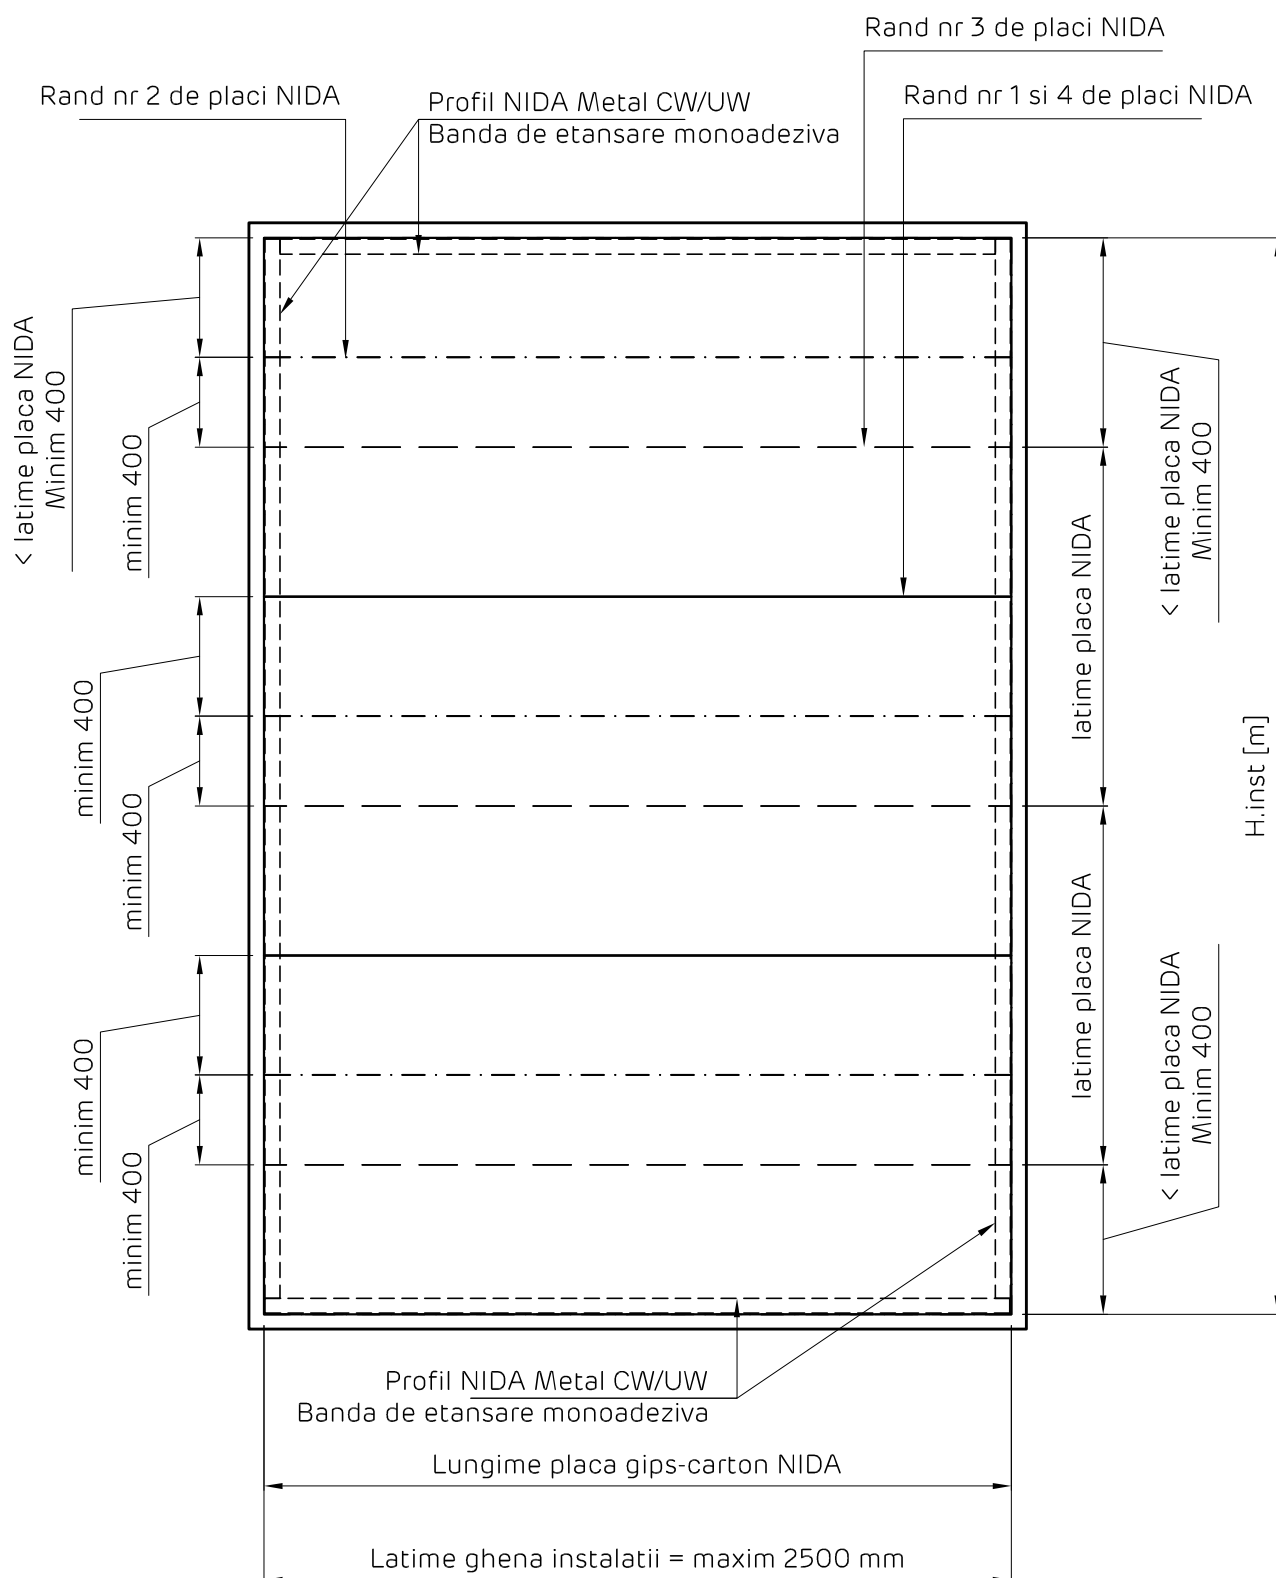 Rand nr 3 de placi NIDA
Rand nr 2 de placi NIDA
Profil NIDA Metal CW/UW
Banda de etansare monoadeziva
Rand nr 1 si 4 de placi NIDA
< latime placa NIDA
Minim 400
minim 400
minim 400
minim 400
minim 400
minim 400
< latime placa NIDA
Minim 400
latime placa NIDA
latime placa NIDA
< latime placa NIDA
Minim 400
H.inst [m]
Profil NIDA Metal CW/UW
Banda de etansare monoadeziva
Lungime placa gips-carton NIDA
Latime ghena instalatii = maxim 2500 mm